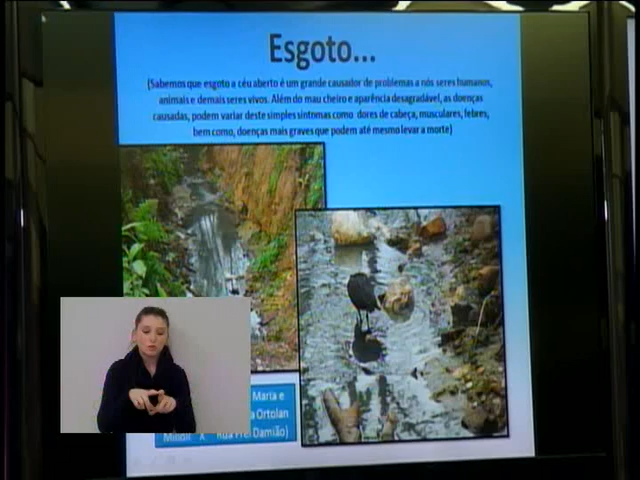 Esgoto...
(Sabemos que esgoto a céu aberto é um grande causador de problemas a nós seres humanos,
animais e demais seres vivos. Além do mau cheiro e aparência desagradável, as doenças
causadas, podem variar deste simples sintomas como dores de cabeça, musculares, febres,
bem como, doenças mais graves que podem até mesmo levar a morte)
Maria e
Ortolan
X Rua Frei Damião)